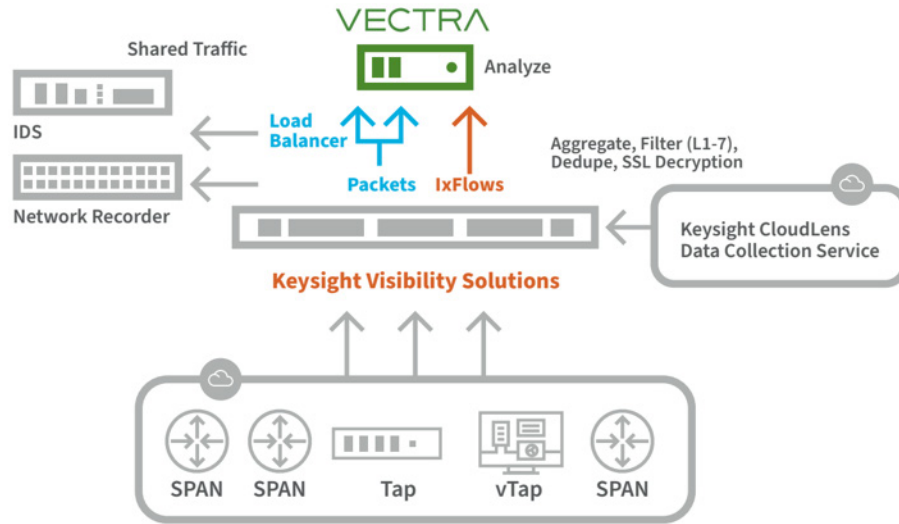 VECTRA
Shared Traffic
Analyze
IDS
Load
Balancer
Packets
IxFlows
Aggregate, Filter (L1-7),
Dedupe, SSL Decryption
Network Recorder
Keysight CloudLens
Data Collection Service
Keysight Visibility Solutions
SPAN
SPAN
Tap
vTap
SPAN